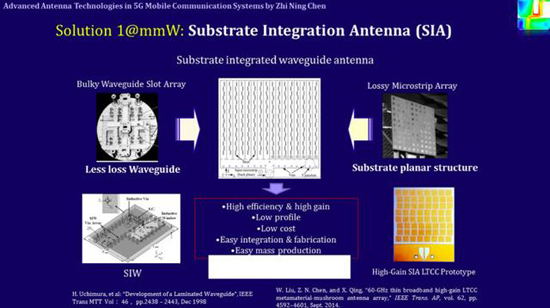 Advanced Antenna Technologies in 5G Mobile Communication Systems by Zhi Ning Chen
Solution 1@mmW: Substrate Integration Antenna (SIA)
Substrate integrated waveguide antenna
Bulky Waveguide Slot Array
Lossy Microstrip Array
Less loss Waveguide
Substrate planar structure
•High efficiency & high gain
•Low profile
•Low cost
•Easy integration & fabrication
•Easy mass production
Inductive Via
Inductive
Window
SIW
High-Gain SIA LTCC Prototype
H. Uchimura, et al: "Development of a Laminated Waveguide", IEEE
Trans MTT Vol : 46 , pp.2438 – 2443, Dec 1998
W. Liu, Z. N. Chen, and X. Qing, "60-GHz thin broadband high-gain LTCC
metamaterial-mushroom antenna array," IEEE Trans. AP, vol. 62, pp.
4592–4601, Sept. 2014.